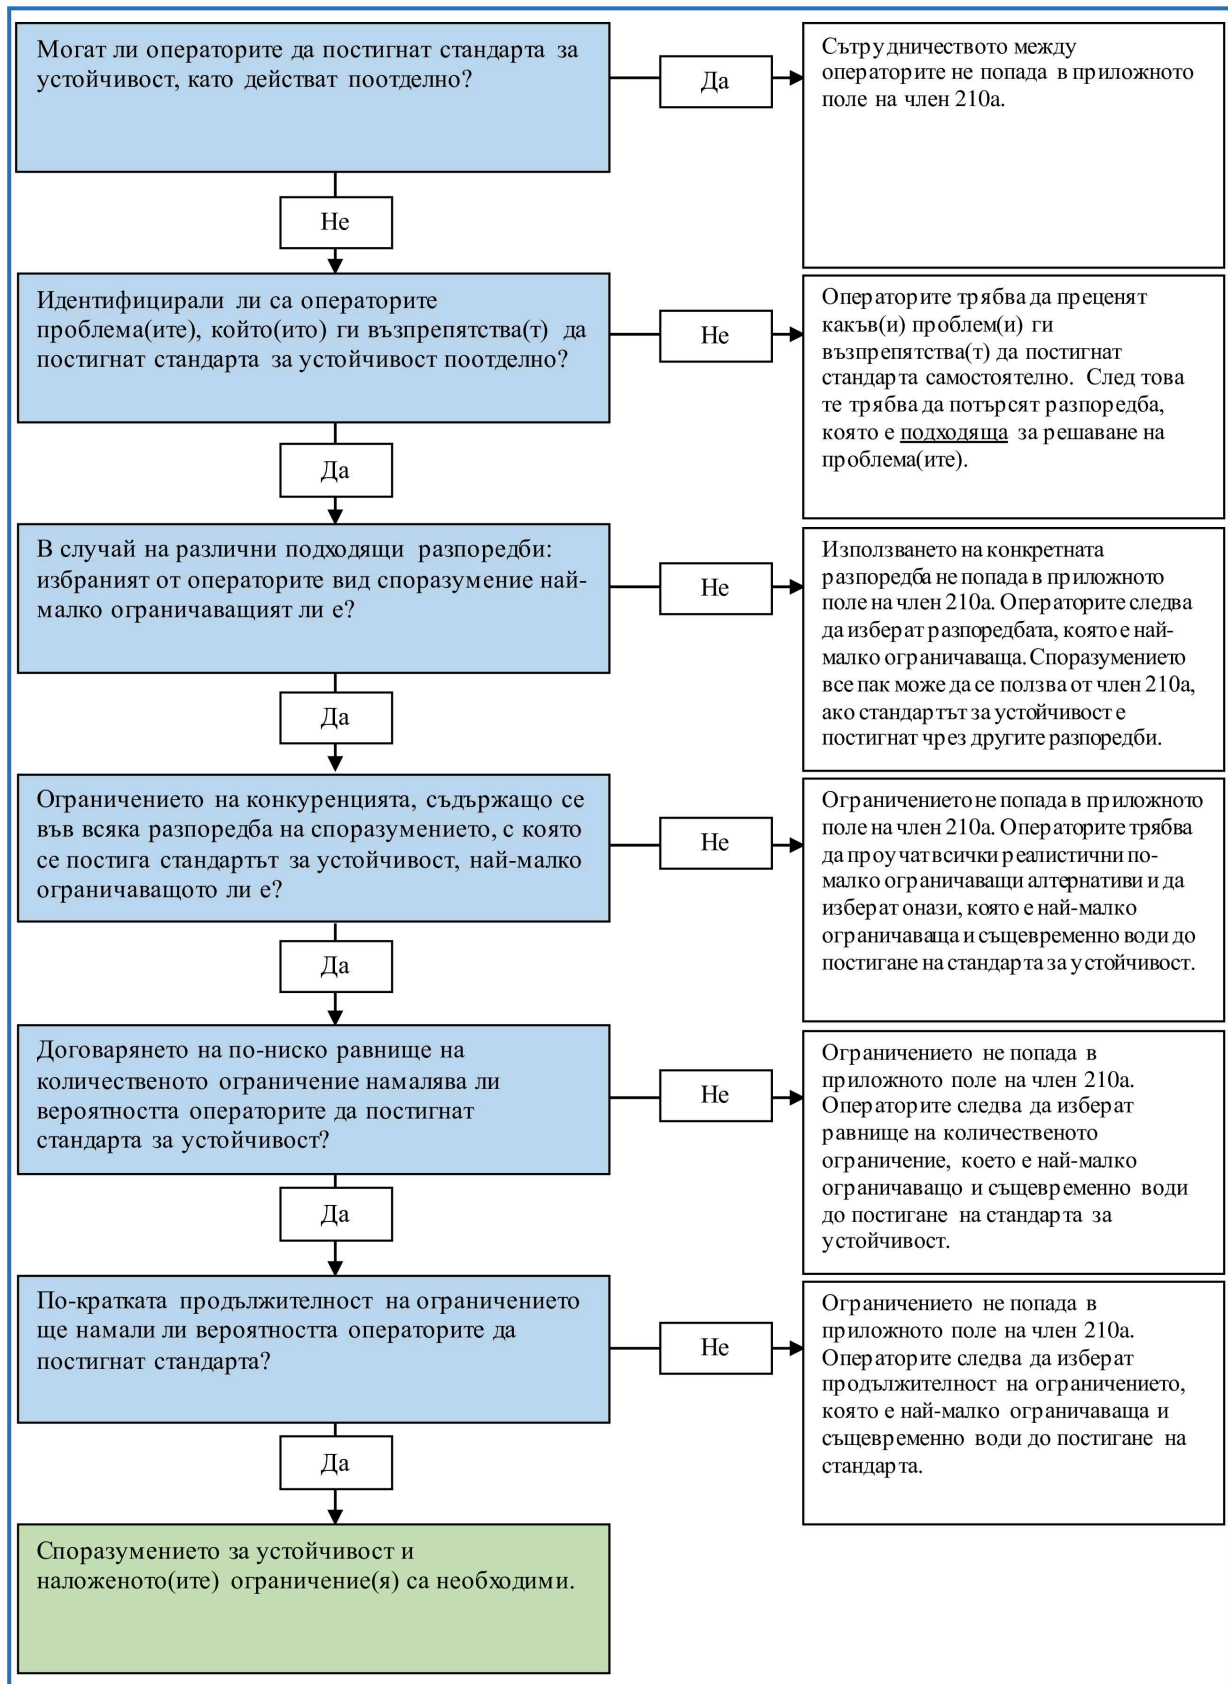 Могат ли операторите да постигнат стандарта за
устойчивост, като действат поотделно?
Да
Сътрудничеството между
операторите не попада в приложното
поле на член 210а.
Не
Идентифицирали ли са операторите
проблема(ите), който(ито) ги възпрепятства(т) да
постигнат стандарта за устойчивост поотделно?
Не
Операторите трябва да преценят
какъв(и) проблем(и) ги
възпрепятства(т) да постигнат
стандарта самостоятелно. След това
те трябва да потърсят разпоредба,
която е подходяща за решаване на
проблема(ите).
Да
В случай на различни подходящи разпоредби:
избраният от операторите вид споразумение най-
малко ограничаващият ли е?
Не
Използването на конкретната
разпоредба не попада в приложното
поле на член 210а. Операторите следва
да изберат разпоредбата, която е най-
малко ограничаваща. Споразумението
все пак може да се ползва от член 210а,
ако стандартът за устойчивост е
постигнат чрез другите разпоредби.
Да
Ограничението на конкуренцията, съдържащо се
във всяка разпоредба на споразумението, с която
се постига стандартът за устойчивост, най-малко
ограничаващото ли е?
Не
Ограничението не попада в приложното
поле на член 210а. Операторите трябва
да проучат всички реалистични по-
малко ограничаващи алтернативи и да
изберат онази, която е най-малко
ограничаваща и същевременно води до
постигане на стандарта за устойчивост.
Да
Договарянето на по-ниско равнище на
количественото ограничение намалява ли
вероятността операторите да постигнат
стандарта за устойчивост?
Не
Ограничението не попада в
приложното поле на член 210а.
Операторите следва да изберат
равнище на количественото
ограничение, което е най-малко
ограничаващо и същевременно води
до постигане на стандарта за
устойчивост.
Да
По-кратката продължителност на ограничението
ще намали ли вероятността операторите да
постигнат стандарта?
Не
Ограничението не попада в
приложното поле на член 210а.
Операторите следва да изберат
продължителност на ограничението,
която е най-малко ограничаваща и
същевременно води до постигане на
стандарта.
Да
Споразумението за устойчивост и
наложеното(ите) ограничение(я) са необходими.